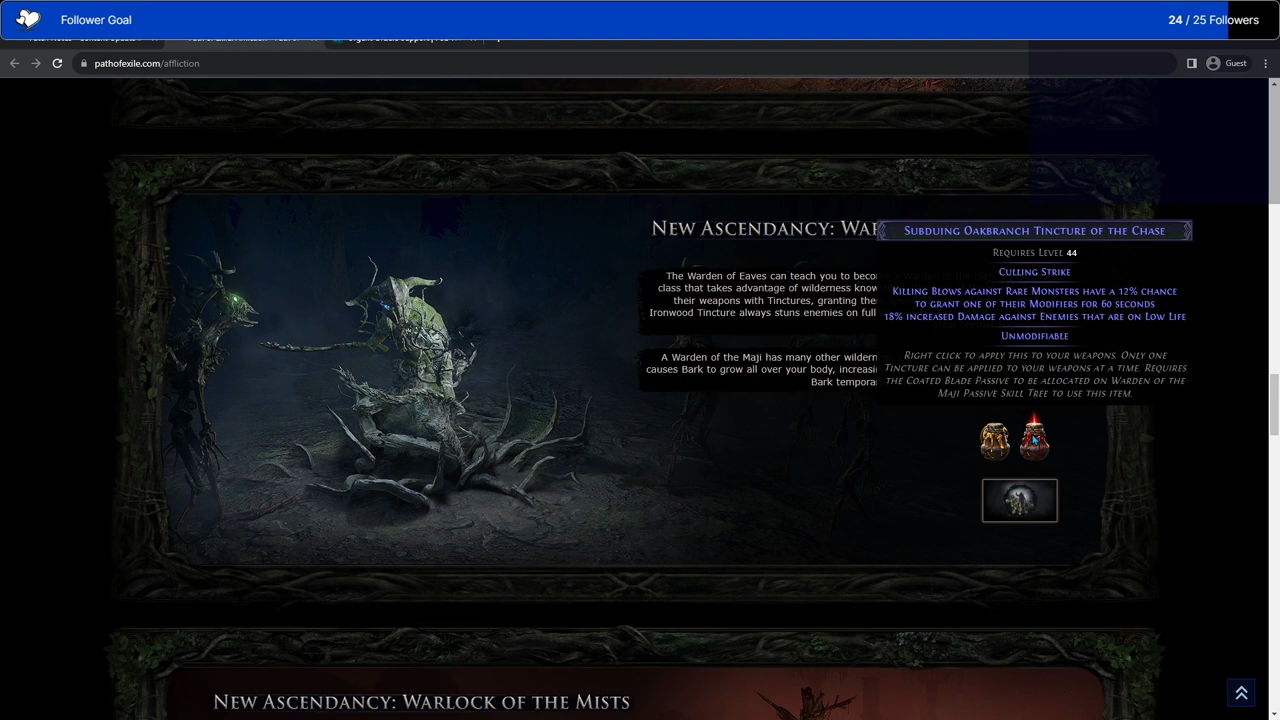 Follower Goal
24 / 25 Followers
pathofexile.com/affliction
Guest
New Ascendancy: War
Subduing Oakbranch Tincture of the Chase
Requires Level 44
Culling Strike
Killing Blows against Rare Monsters have a 12% chance
to grant one of their Modifiers for 60 seconds
18% increased Damage against Enemies that are on Low Life
Unmodifiable
Right click to apply this to your weapons. Only one
Tincture can be applied to your weapons at a time. Requires
the Coated Blade Passive to be allocated on Warden of the
Maji Passive Skill Tree to use this item.
The Warden of Eaves can teach you to beco
class that takes advantage of wilderness know
their weapons with Tinctures, granting the
Ironwood Tincture always stuns enemies on full
A Warden of the Maji has many other wildern
causes Bark to grow all over your body, increasi
Bark tempora
New Ascendancy: Warlock of the Mists